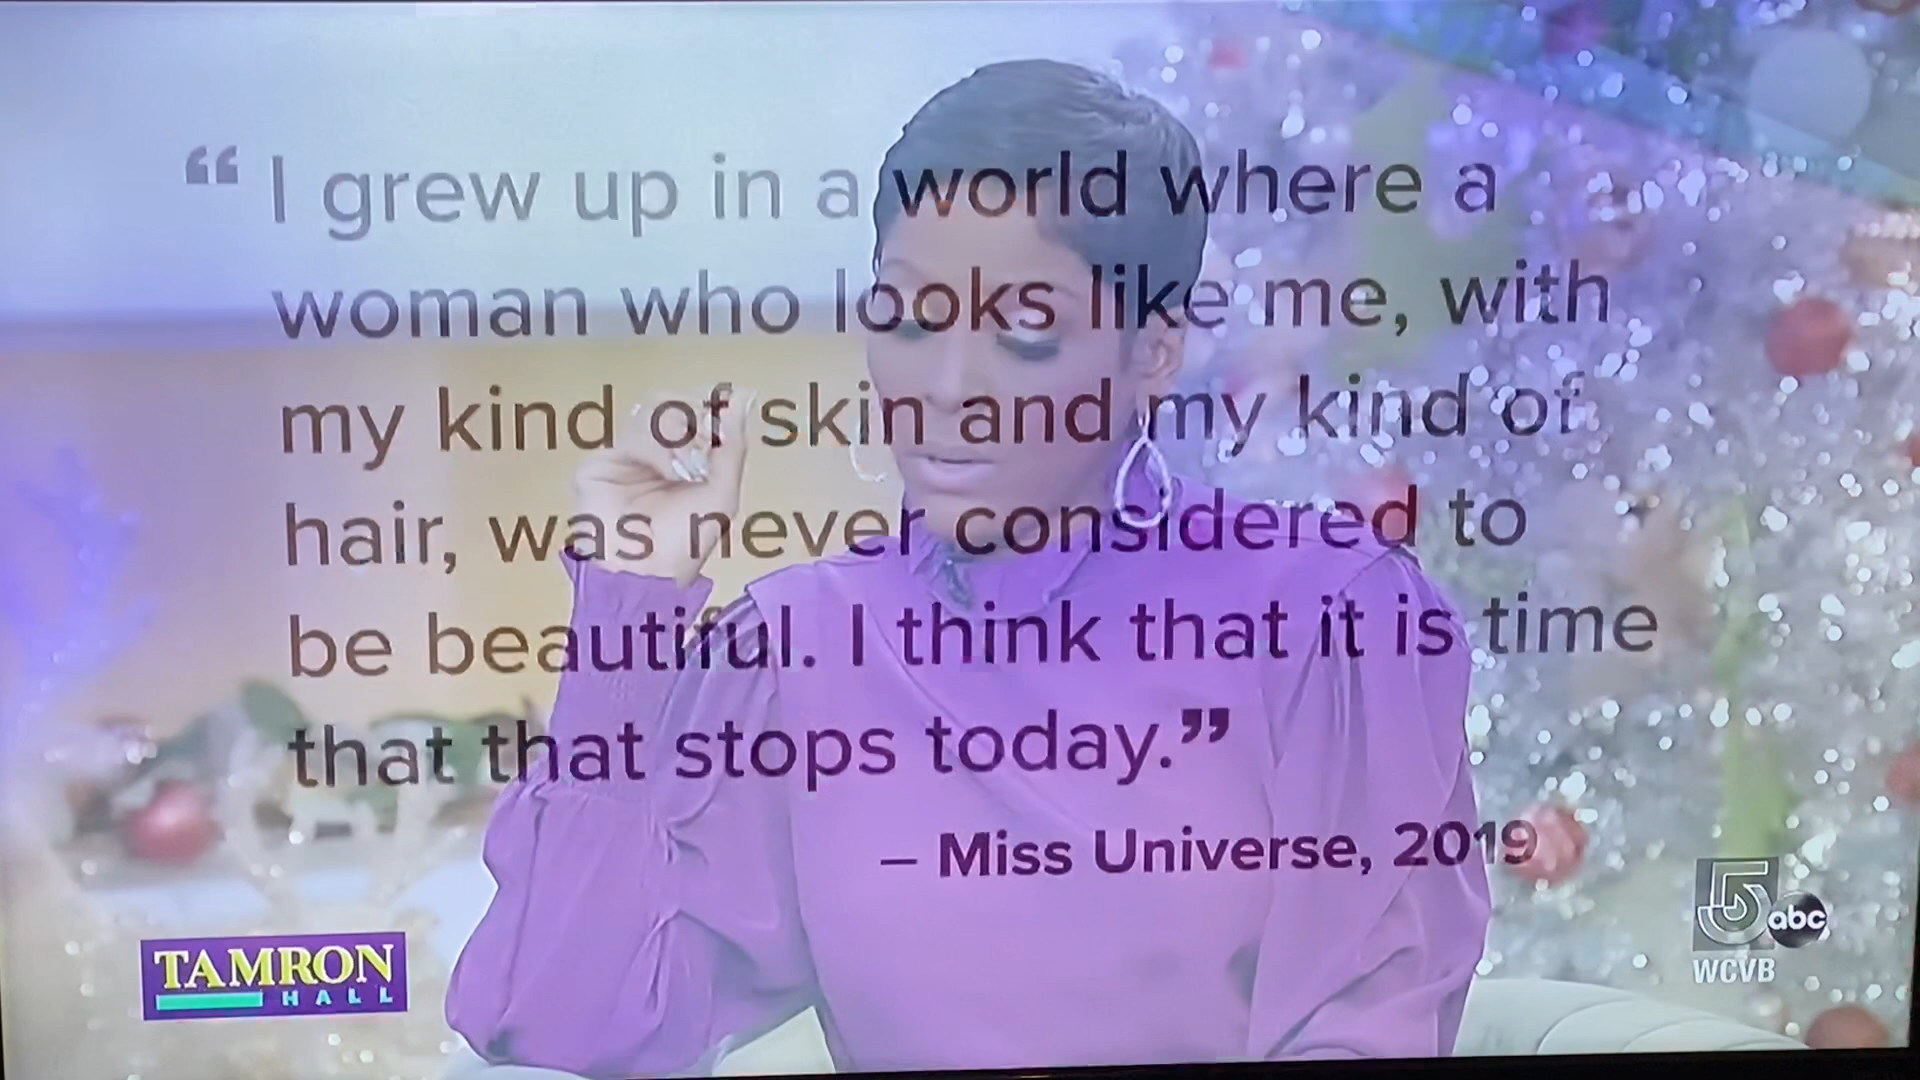 “ I grew up in a world where a
woman who looks like me, with
my kind of skin and my kind of
hair, was never considered to
be beautiful. I think that it is time
that that stops today.”
– Miss Universe, 2019
TAMRON
HALL
5 abc
WCVB